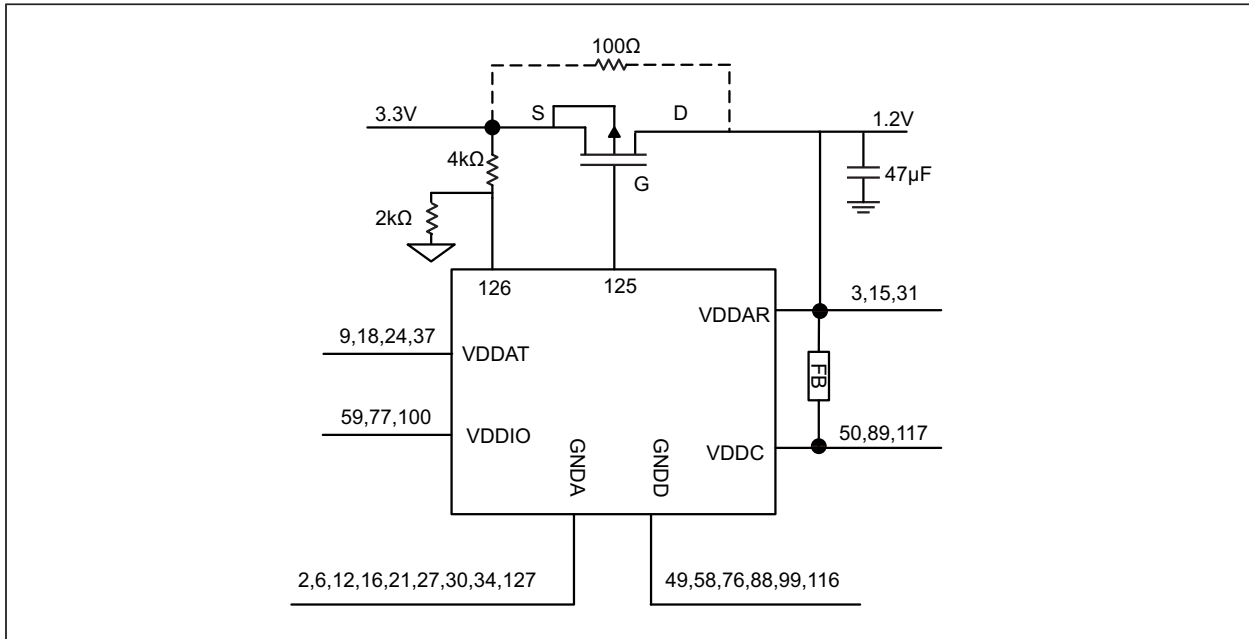 100Ω
3.3V
S
D
1.2V
4kΩ
G
47µF
2kΩ
126
125
VDDAR
3,15,31
9,18,24,37
VDDAT
FB
59,77,100
VDDIO
GNDA
GNDD
VDDC
50,89,117
2,6,12,16,21,27,30,34,127
49,58,76,88,99,116